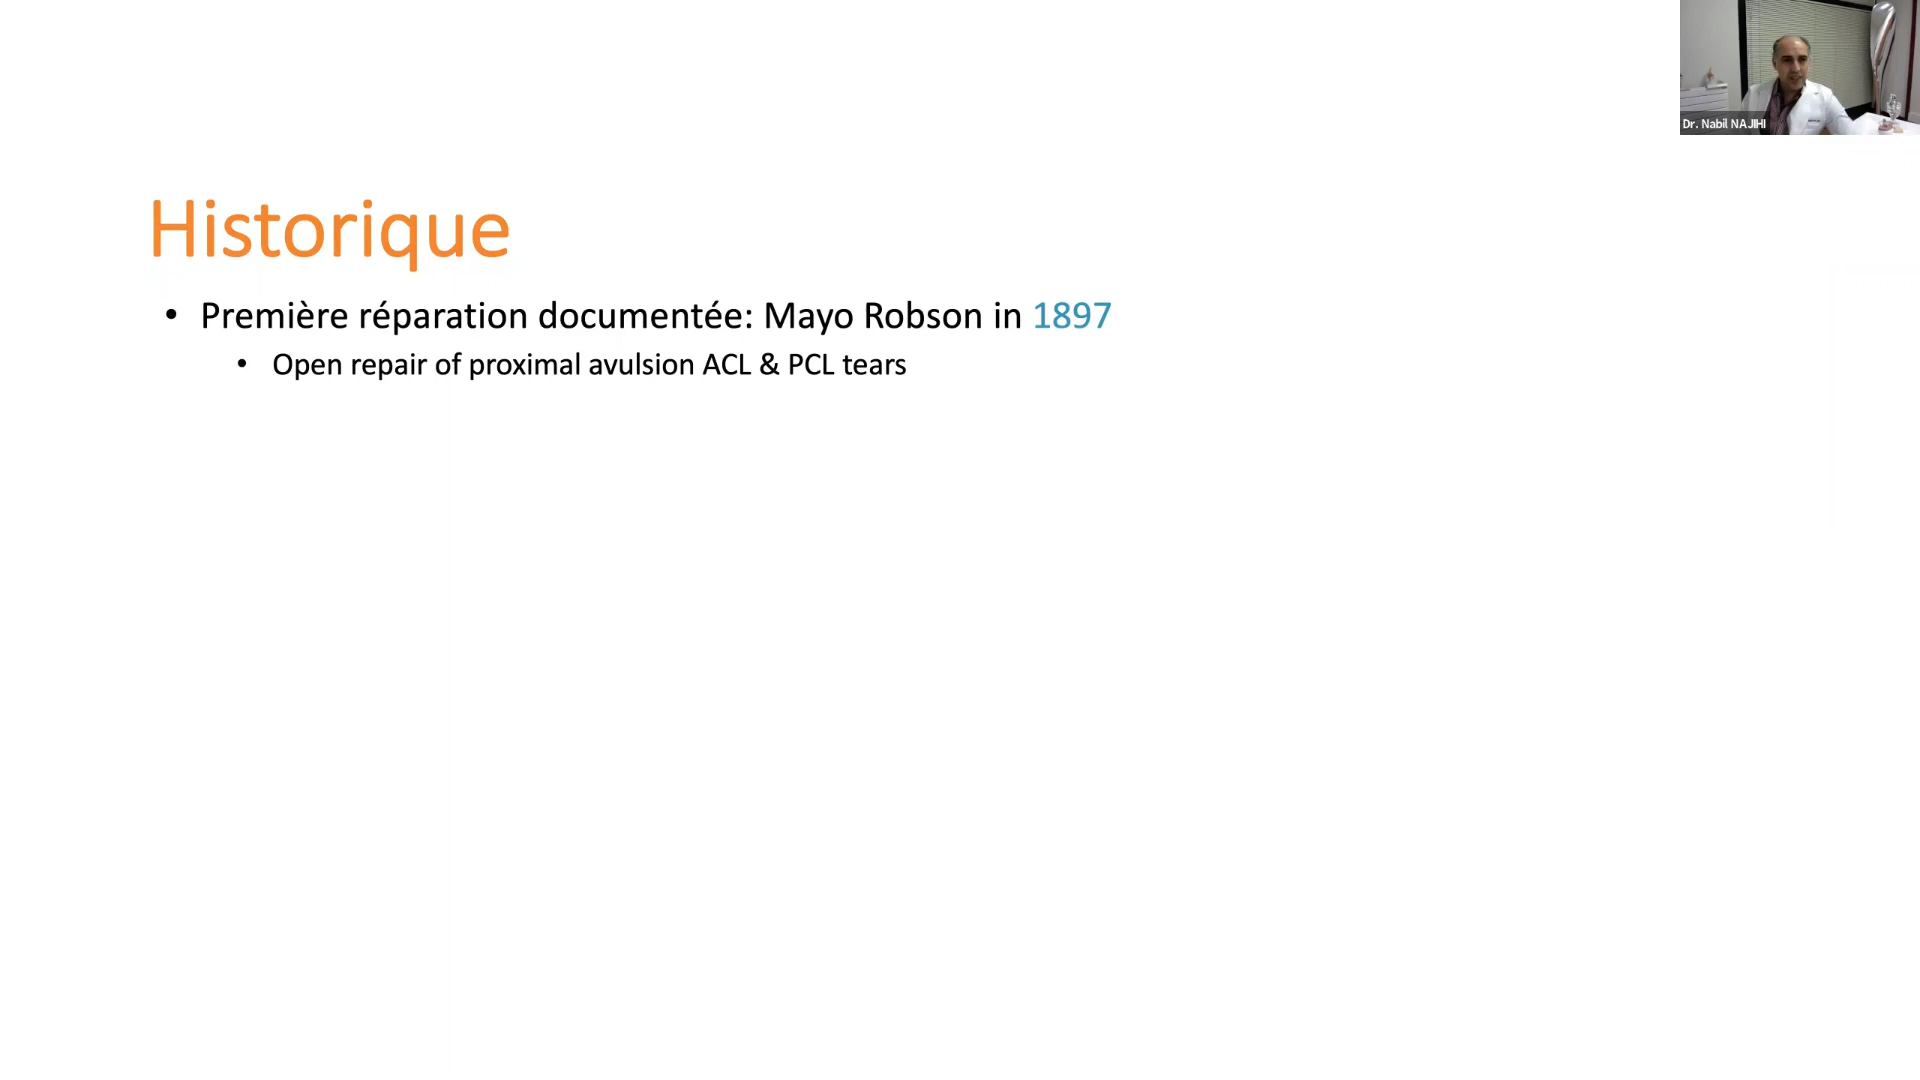 Dr. Nabil NAJIHI
Historique
• Première réparation documentée: Mayo Robson in 1897
• Open repair of proximal avulsion ACL & PCL tears